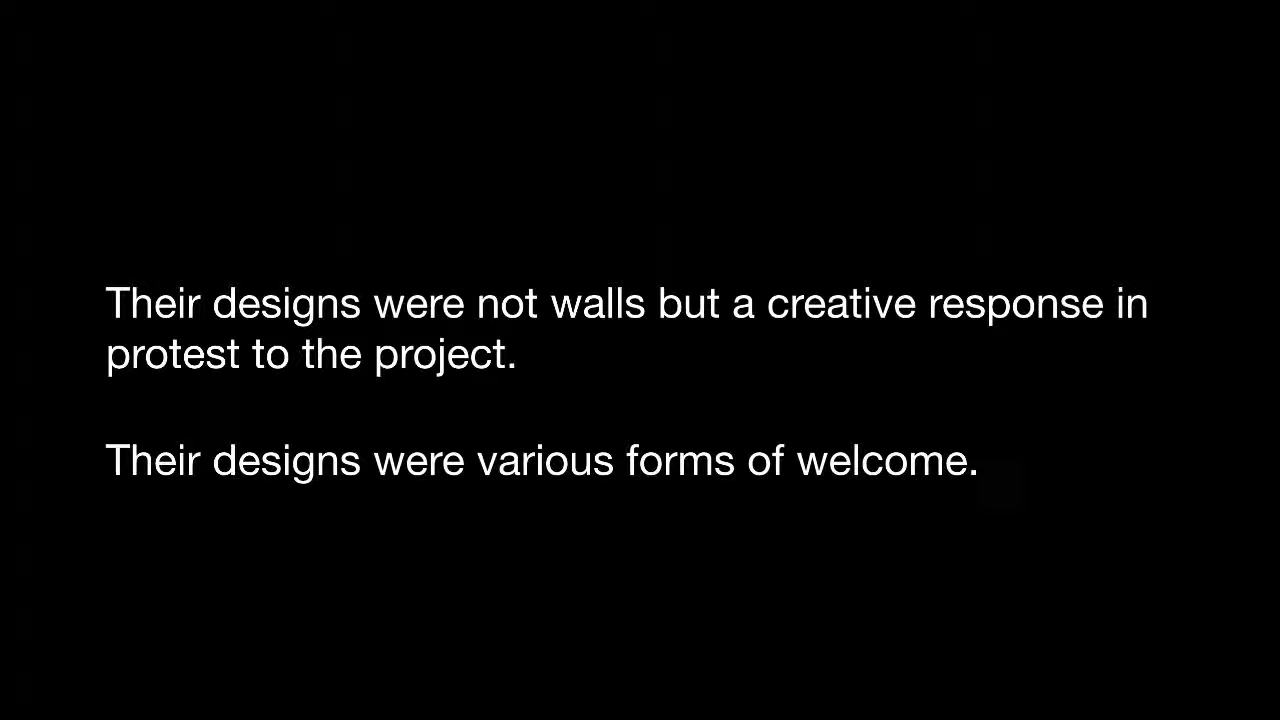 Their designs were not walls but a creative response in
protest to the project.
Their designs were various forms of welcome.